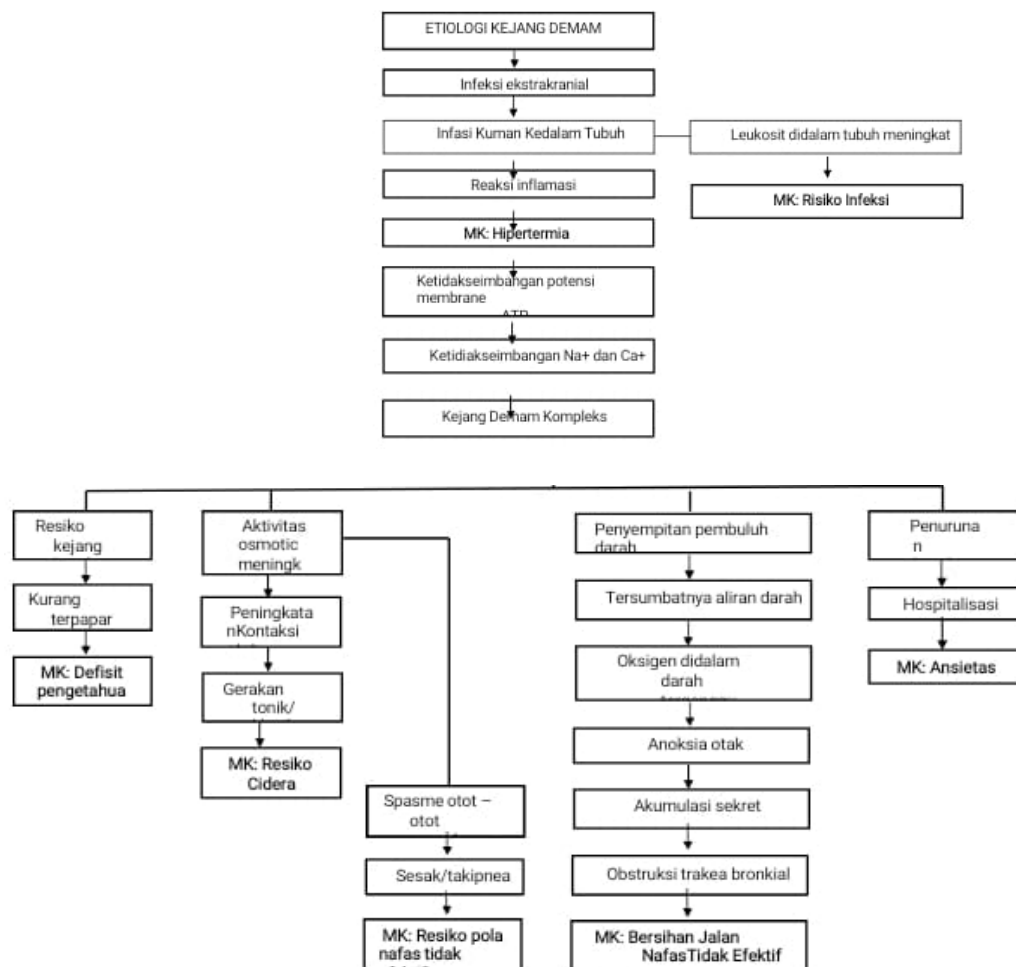 ETIOLOGI KEJANG DEMAM
Infeksi ekstrakranial
Infasi Kuman Kedalam Tubuh
Leukosit didalam tubuh meningkat
Reaksi inflamasi
MK: Risiko Infeksi
MK: Hipertermia
Ketidakseimbangan potensi
membrane
Ketidiakseimbangan Na+ dan Ca+
Kejang Demam Kompleks
Resiko
kejang
Kurang
terpapar
MK: Defisit
pengetahua
Aktivitas
osmotic
meningk
Peningkata
nKontaksi
Gerakan
tonik/
MK: Resiko
Cidera
Spasme otot –
otot
Sesak/takipnea
MK: Resiko pola
nafas tidak
Penyempitan pembuluh
darah
Tersumbatnya aliran darah
Oksigen didalam
darah
Anoksia otak
Akumulasi sekret
Obstruksi trakea bronkial
MK: Bersihan Jalan
NafasTidak Efektif
Penuruna
n
Hospitalisasi
MK: Ansietas